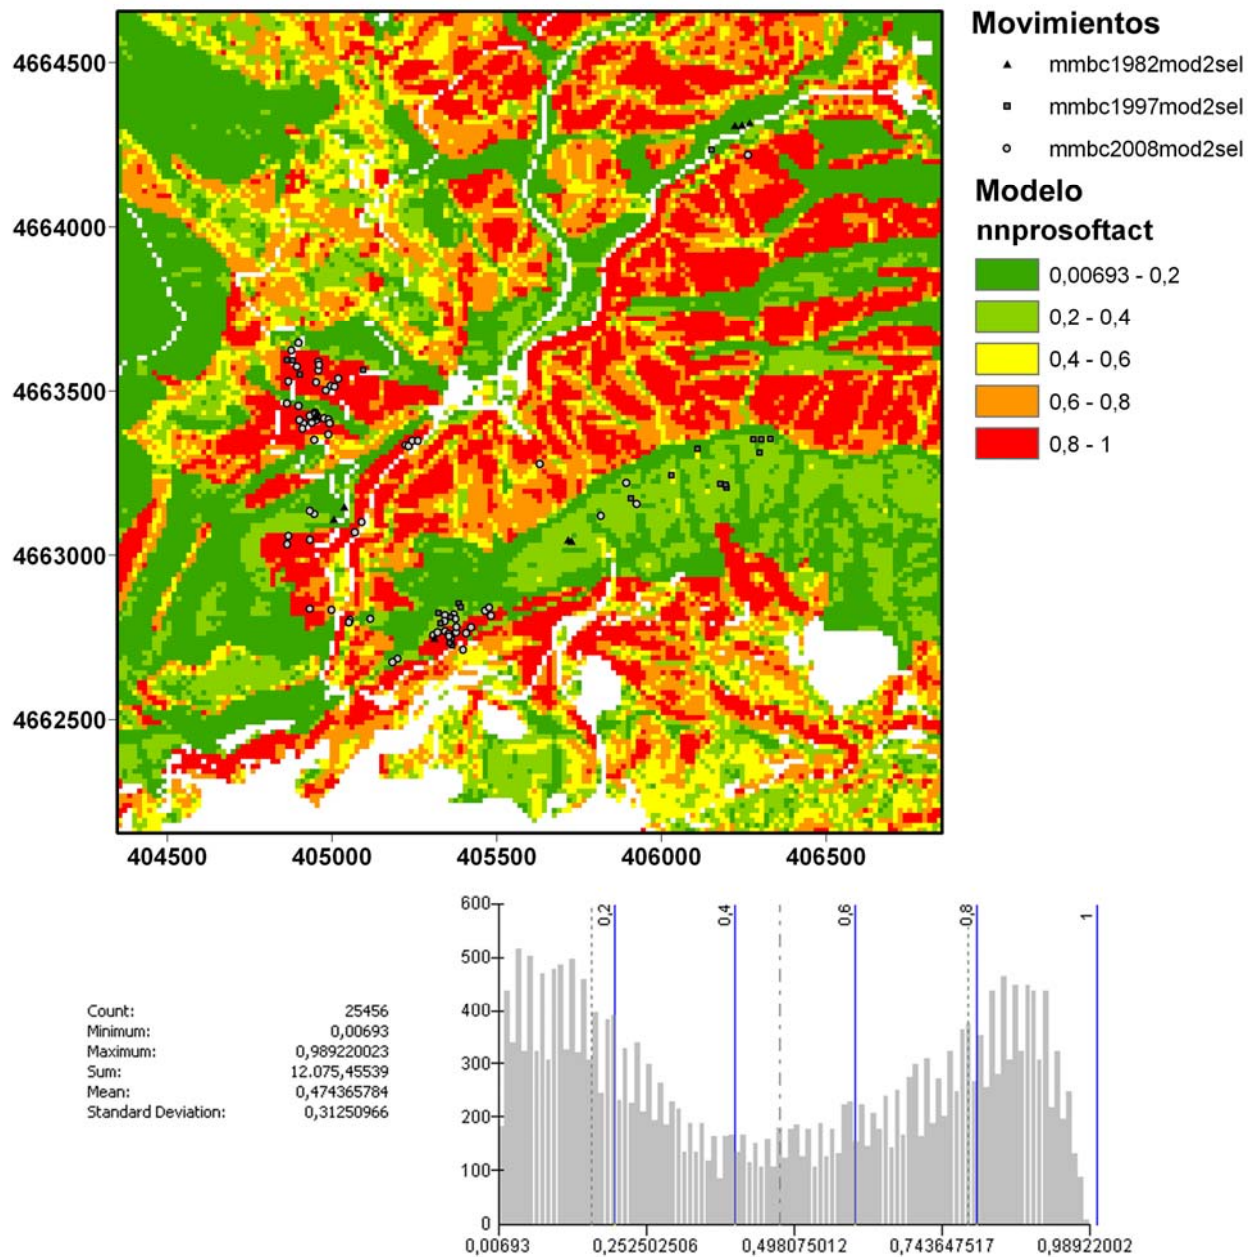 4664500
4664000
4663500
4663000
4662500
404500 405000 405500 406000 406500
Movimientos
mmbc1982mod2sel
mmbc1997mod2sel
mmbc2008mod2sel
Modelo
nnprosoftact
0,00693 - 0,2
0,2 - 0,4
0,4 - 0,6
0,6 - 0,8
0,8 - 1
Count: 25456
Minimum: 0,00693
Maximum: 0,989220023
Sum: 12.075,45539
Mean: 0,474365784
Standard Deviation: 0,31250966
600
500
400
300
200
100
0
0,2 0,4 0,6 0,8 1
0,00693 0,252502506 0,498075012 0,743647517 0,989220022